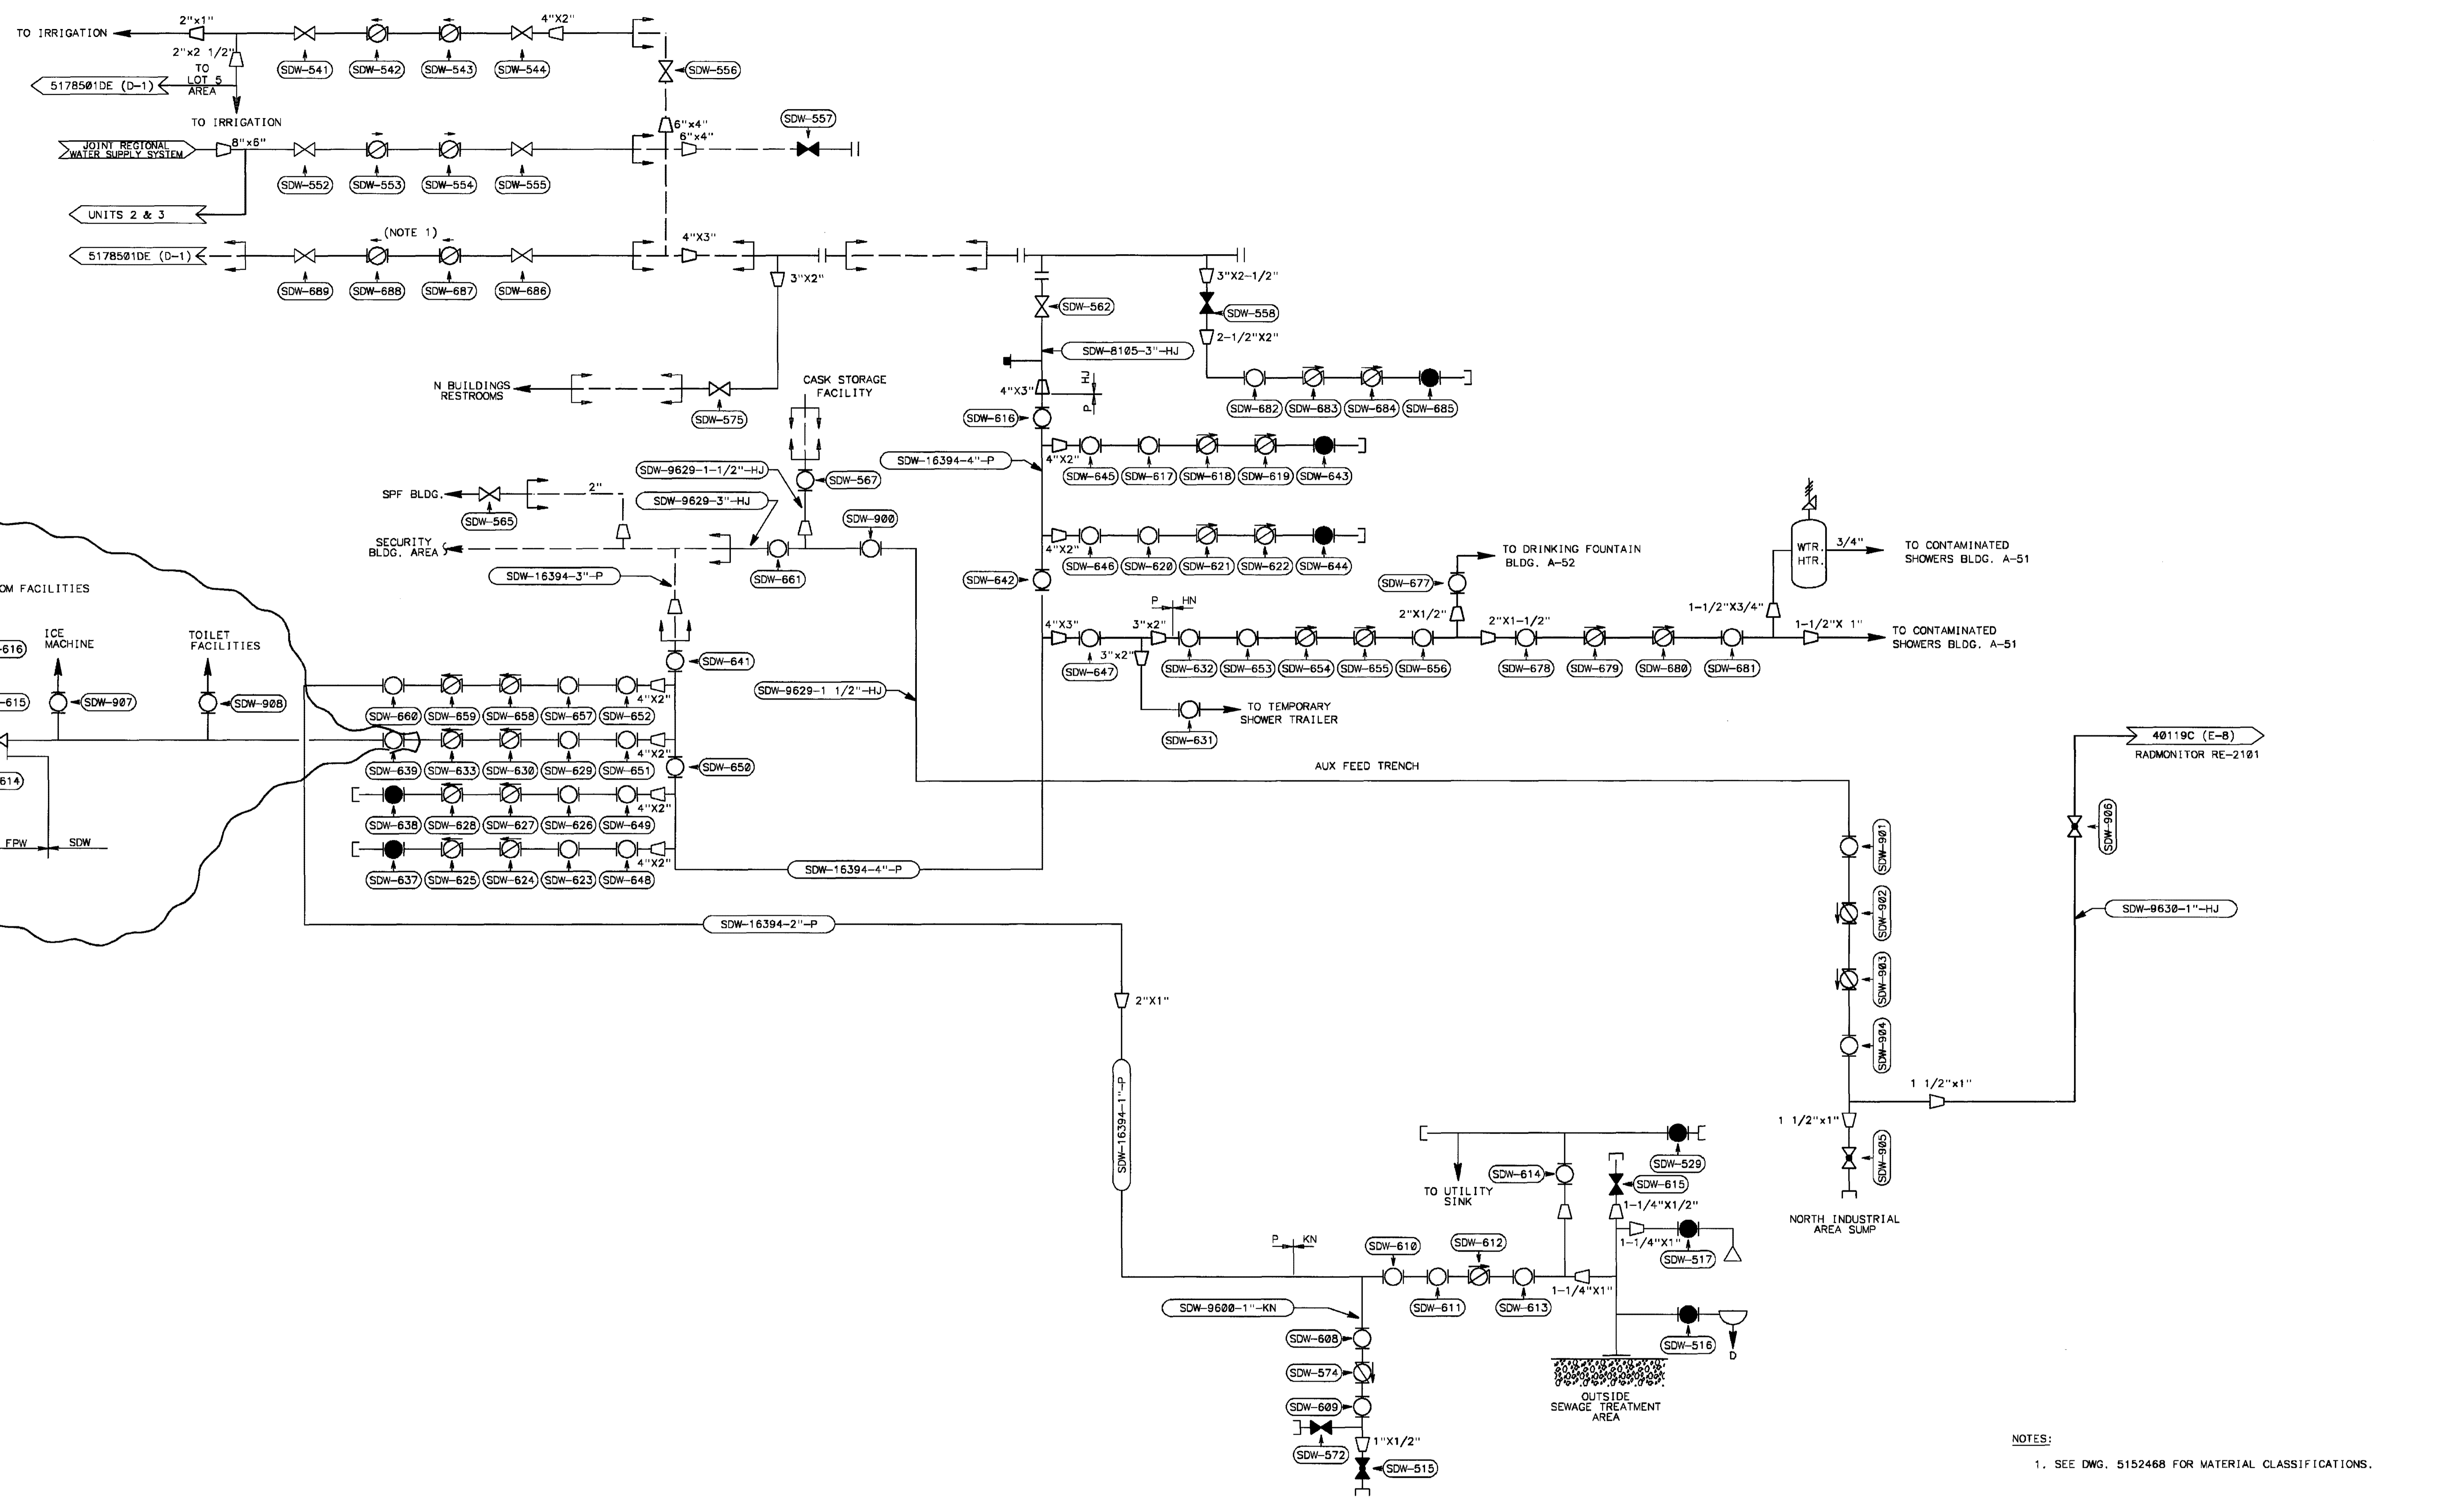 2"x1"
4"X2"
TO IRRIGATION
2"x2 1/2"
SDW-541
SDW-542
SDW-543
SDW-544
SDW-556
TO
LOT 5
AREA
5178501DE (D-1)
TO IRRIGATION
6"x4"
6"x4"
SDW-557
JOINT REGIONAL
WATER SUPPLY SYSTEM
8"x6"
SDW-552
SDW-553
SDW-554
SDW-555
UNITS 2 & 3
(NOTE 1)
4"X3"
5178501DE (D-1)
SDW-689
SDW-688
SDW-687
SDW-686
3"X2"
3"X2-1/2"
SDW-562
SDW-558
2-1/2"X2"
SDW-8105-3"-HJ
N BUILDINGS
RESTROOMS
SDW-575
CASK STORAGE
FACILITY
4"X3"
HJ
P
SDW-682
SDW-683
SDW-684
SDW-685
SDW-616
SDW-16394-4"-P
4"X2"
SDW-645
SDW-617
SDW-618
SDW-619
SDW-643
SDW-9629-1-1/2"-HJ
SDW-567
SDW-9629-3"-HJ
SPF BLDG.
2"
SDW-565
SDW-900
SECURITY
BLDG. AREA
SDW-661
SDW-16394-3"-P
4"X2"
SDW-646
SDW-620
SDW-621
SDW-622
SDW-644
SDW-642
TO DRINKING FOUNTAIN
BLDG. A-52
SDW-677
WTR.
HTR.
3/4"
TO CONTAMINATED
SHOWERS BLDG. A-51
OM FACILITIES
P
HN
4"X3"
3"x2"
2"X1/2"
2"X1-1/2"
1-1/2"X3/4"
1-1/2"X 1"
TO CONTAMINATED
SHOWERS BLDG. A-51
3"x2"
SDW-647
SDW-632
SDW-653
SDW-654
SDW-655
SDW-656
SDW-678
SDW-679
SDW-680
SDW-681
ICE
MACHINE
TOILET
FACILITIES
-616
SDW-641
-615
SDW-907
SDW-908
4"X2"
SDW-660
SDW-659
SDW-658
SDW-657
SDW-652
SDW-9629-1 1/2"-HJ
TO TEMPORARY
SHOWER TRAILER
SDW-631
4"X2"
SDW-639
SDW-633
SDW-630
SDW-629
SDW-651
SDW-650
614
AUX FEED TRENCH
40119C (E-8)
RADMONITOR RE-2101
4"X2"
SDW-638
SDW-628
SDW-627
SDW-626
SDW-649
FPW
SDW
4"X2"
SDW-637
SDW-625
SDW-624
SDW-623
SDW-648
SDW-16394-4"-P
SDW-906
SDW-901
SDW-902
SDW-9630-1"-HJ
SDW-16394-2"-P
SDW-903
2"X1"
SDW-904
1 1/2"x1"
1 1/2"x1"
SDW-905
SDW-16394-1"-P
SDW-529
SDW-614
SDW-615
TO UTILITY
SINK
1-1/4"X1/2"
NORTH INDUSTRIAL
AREA SUMP
1-1/4"X1"
SDW-517
P
KN
SDW-610
SDW-612
1-1/4"X1"
SDW-611
SDW-613
SDW-9600-1"-KN
SDW-608
SDW-516
D
SDW-574
OUTSIDE
SEWAGE TREATMENT
AREA
SDW-609
SDW-572
1"X1/2"
SDW-515
NOTES:
1. SEE DWG. 5152468 FOR MATERIAL CLASSIFICATIONS.